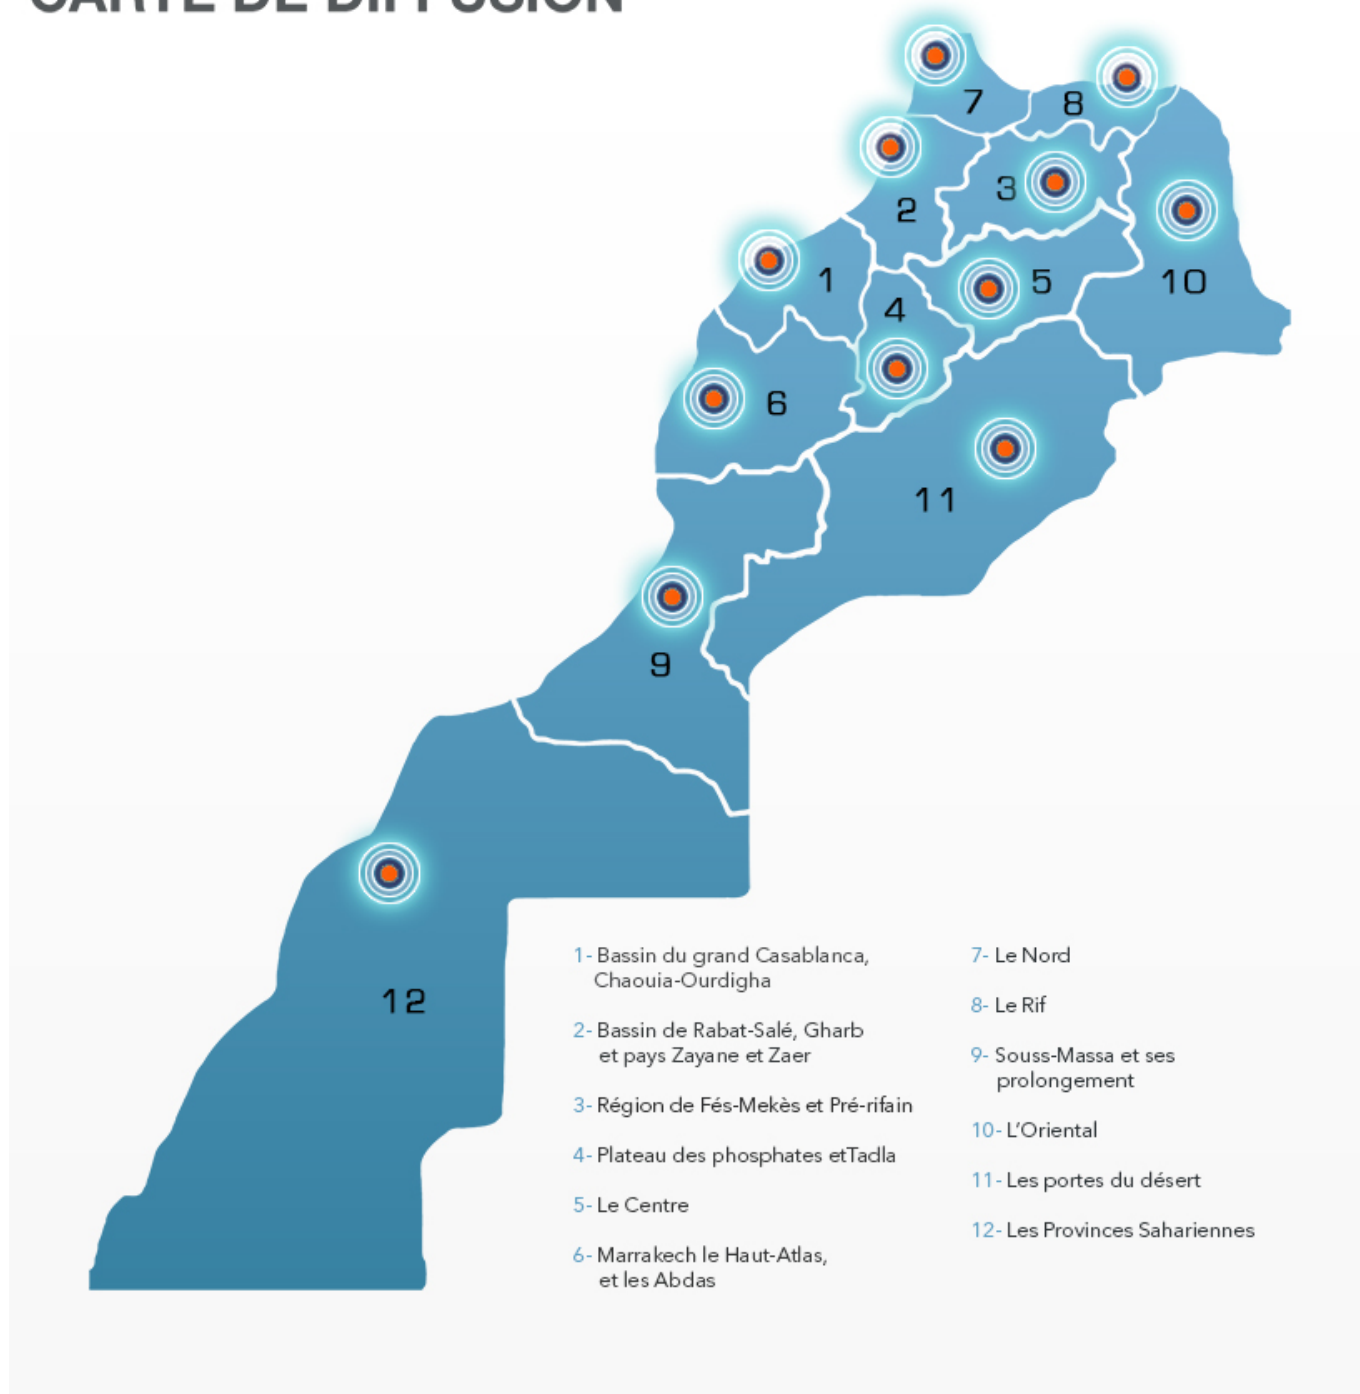 CARTE DE DIFFUSION
7
8
3
2
1
5
10
4
6
11
9
12
1- Bassin du grand Casablanca,
Chaouia-Ourdigha
2- Bassin de Rabat-Salé, Gharb
et pays Zayane et Zaer
3- Région de Fés-Mekès et Pré-rifain
4- Plateau des phosphates etTadla
5- Le Centre
6- Marrakech le Haut-Atlas,
et les Abdas
7- Le Nord
8- Le Rif
9- Souss-Massa et ses
prolongement
10- L'Oriental
11- Les portes du désert
12- Les Provinces Sahariennes